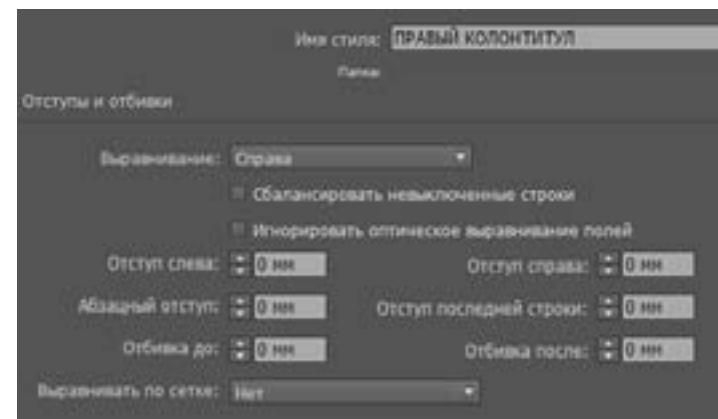 Имя стиля: ПРАВЫЙ КОЛОНТИТУЛ
Папка:
Отступы и отбивки
Выравнивание: Справа
Сбалансировать невыключенные строки
Игнорировать оптическое выравнивание полей
Отступ слева: 0 мм Отступ справа: 0 мм
Абзацный отступ: 0 мм Отступ последней строки: 0 мм
Отбивка до: 0 мм Отбивка после: 0 мм
Выравнивать по сетке: Нет